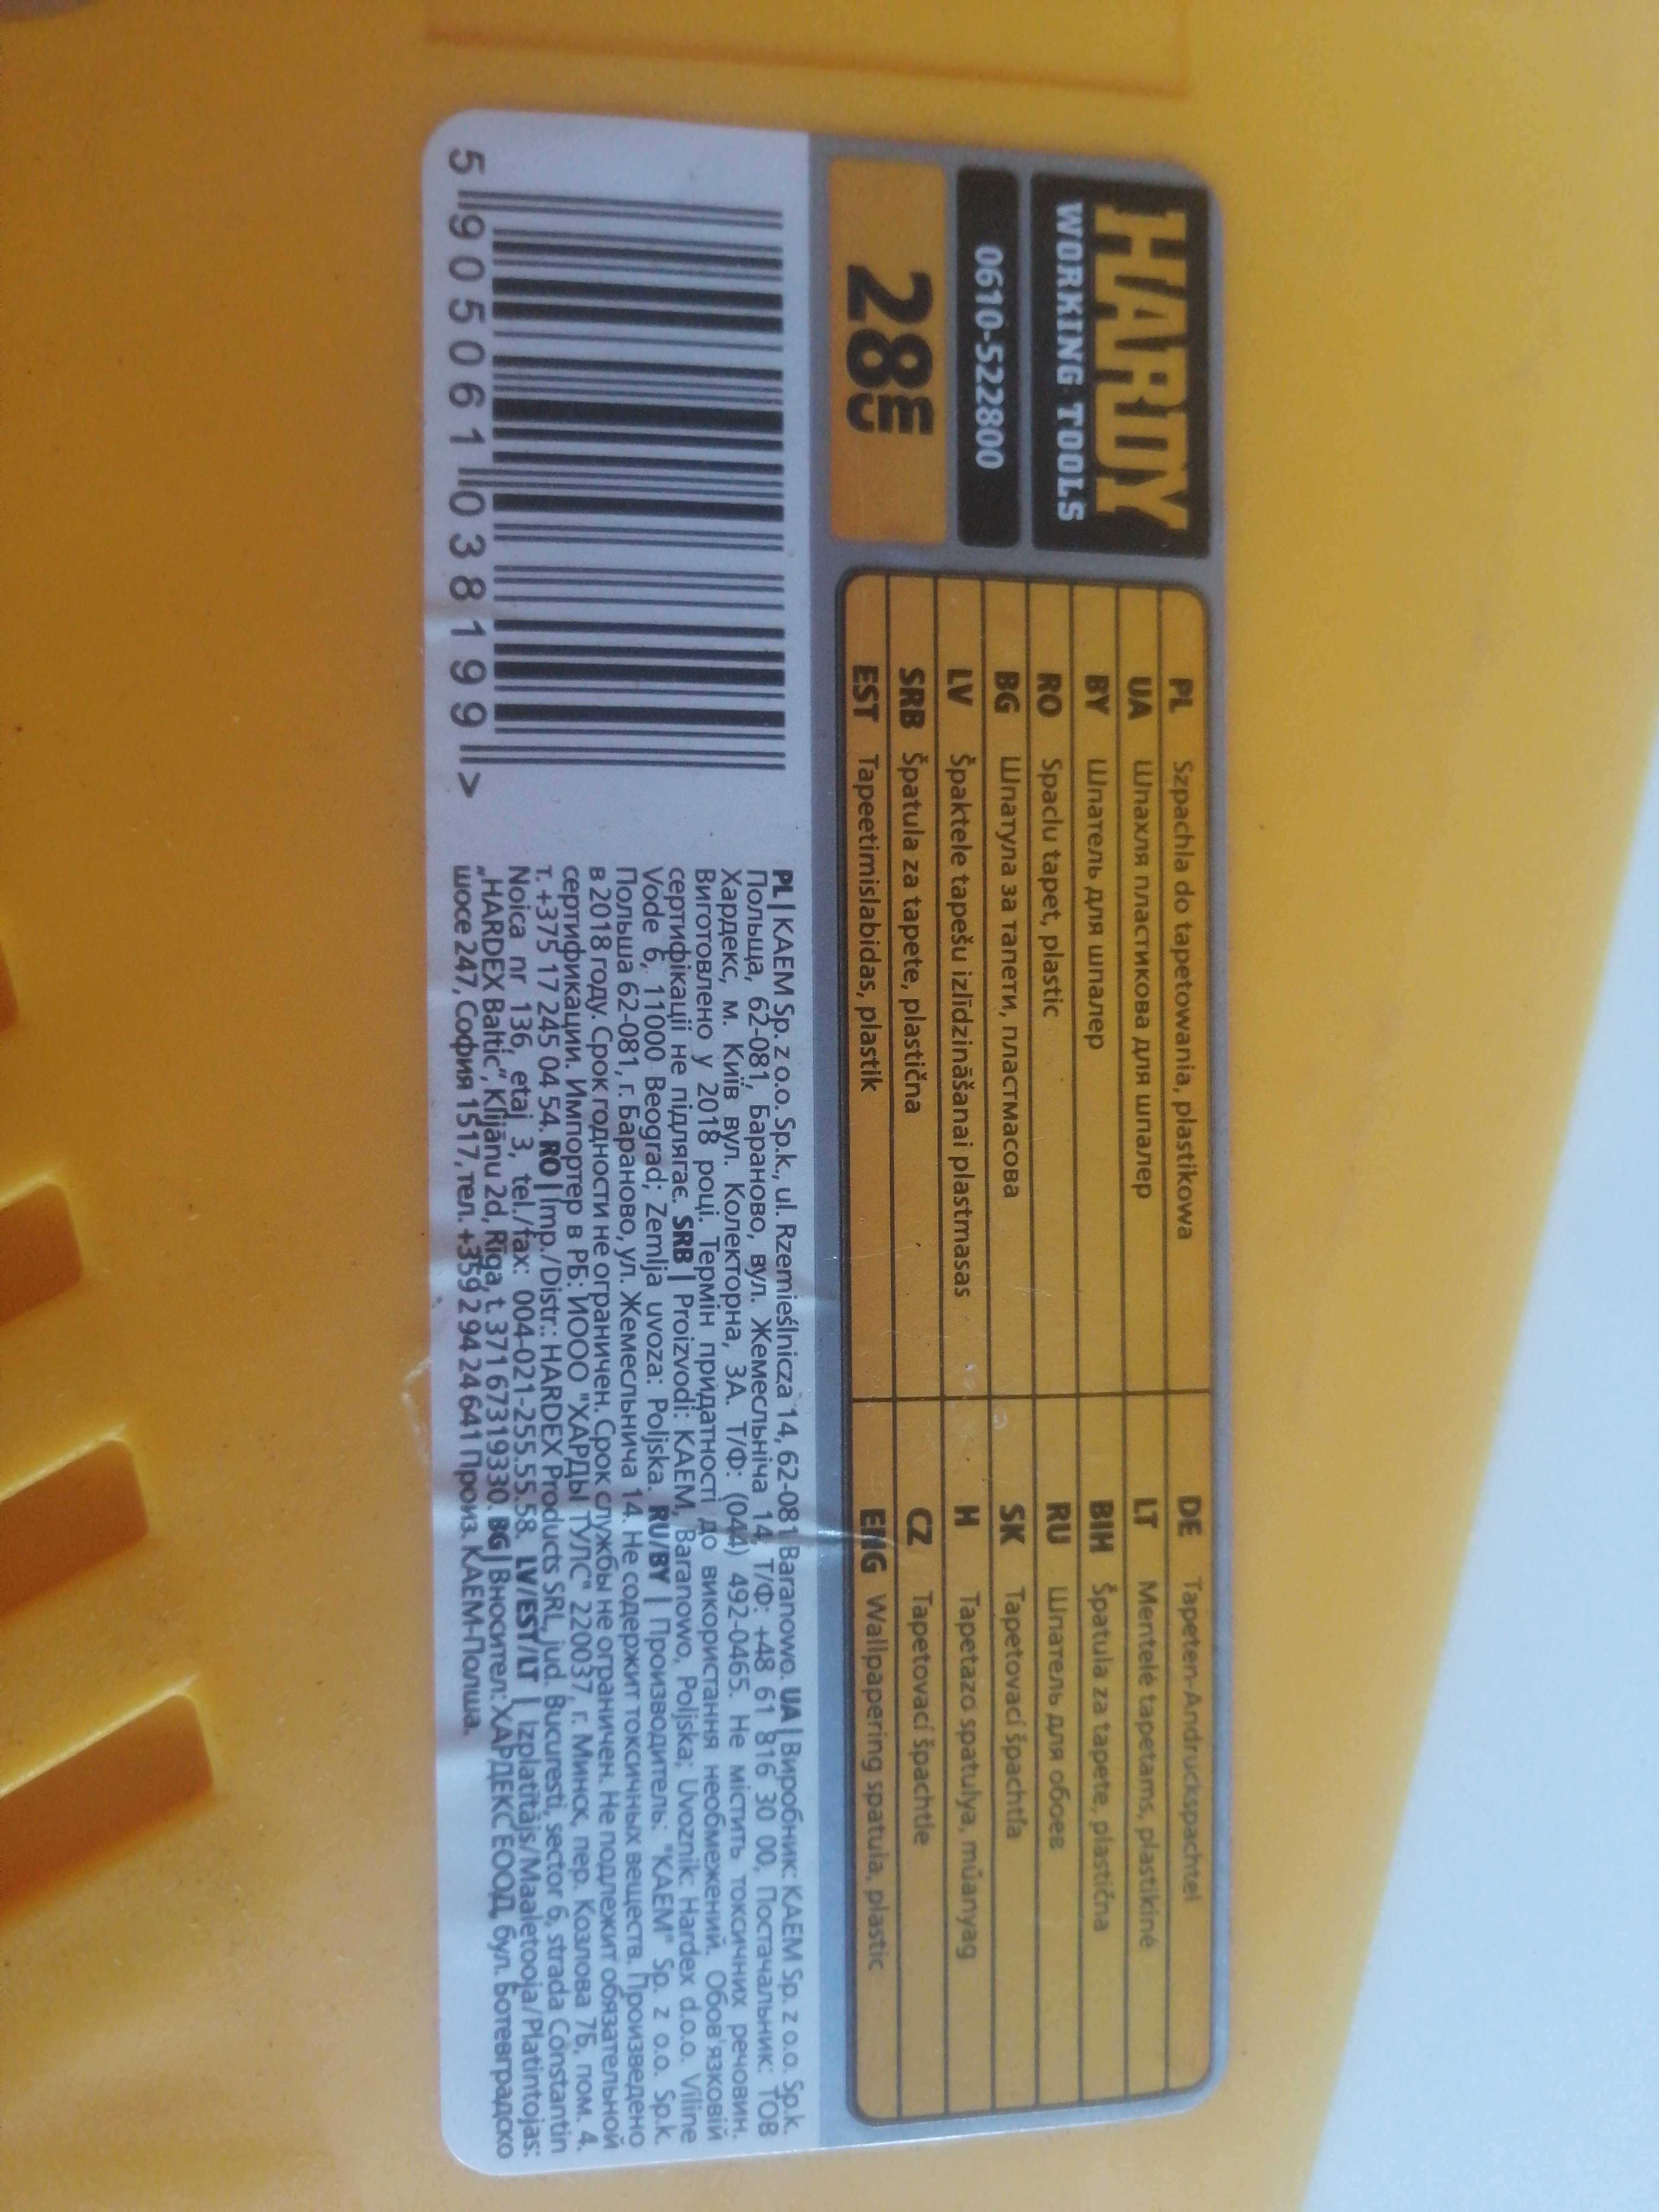 HARDY
WORKING TOOLS
0610-522800
28
PL Szpachla do tapetowania, plastikowa
UA Шпахля пластикова для шпалер
BY Шпатель для шпалер
RO Spaclu tapet, plastic
BG Шпатула за тапети, пластмасова
LV Špaktele tapešu izlīdzināšanai plastmasas
SRB Špatula za tapete, plastična
EST Tapeetimislabidas, plastik
DE Tapeten-Andruckspachtel
LT Mentelė tapetams, plastikinė
BIH Špatula za tapete, plastična
RU Шпатель для обоев
SK Tapetovací špachtľa
H Tapetazó spatulya, műanyag
CZ Tapetovací špachtle
ENG Wallpapering spatula, plastic
5 905061 038199 >
PL | KAEM Sp. z o.o. Sp.k., ul. Rzemieślnicza 14, 62-081 Baranowo. UA | Виробник: KAEM Sp. z o.o. Sp.k.
Польща, 62-081, Бараново, вул. Жемесльніча 14, Т/Ф: +48 61 816 30 00, Постачальник: ТОВ
Хардекс, м. Київ вул. Колекторна, 3А. Т/Ф: (044) 492-0465. Не містить токсичних речовин.
Виготовлено у 2018 році. Термін придатності до використання необмежений. Обов'язковій
сертифікації не підлягає. SRB | Proizvodi: KAEM, Baranowo, Poljska; Uvoznik: Hardex d.o.o. Viline
Vode 6, 11000 Beograd; Zemlja uvoza: Poljska. RU/BY | Производитель: "KAEM" Sp. z o.o. Sp.k.
Польша 62-081, г. Бараново, ул. Жемесльнича 14. Не содержит токсичных веществ. Произведено
в 2018 году. Срок годности не ограничен. Срок службы не ограничен. Не подлежит обязательной
сертификации. Импортер в РБ: ИООО "ХАРДЫ ТУЛС" 220037, г. Минск, пер. Козлова 7Б, пом. 4.
т. +375 17 245 04 54. RO | Imp./Distr.: HARDEX Products SRL, jud. Bucuresti, sector 6, strada Constantin
Noica nr 136, etaj 3, tel./fax: 004-021-255.55.58. LV/EST/LT | Izplatītājs/Maaletooja/Platintojas:
„HARDEX Baltic", Klijānu 2d, Rīga, t. 371 67319330. BG | Вносител: ХАРДЕКС ЕООД, бул. Ботевградско
шосе 247, София 1517, тел. +359 2 94 24 641 Произ. КАЕМ-Полша.